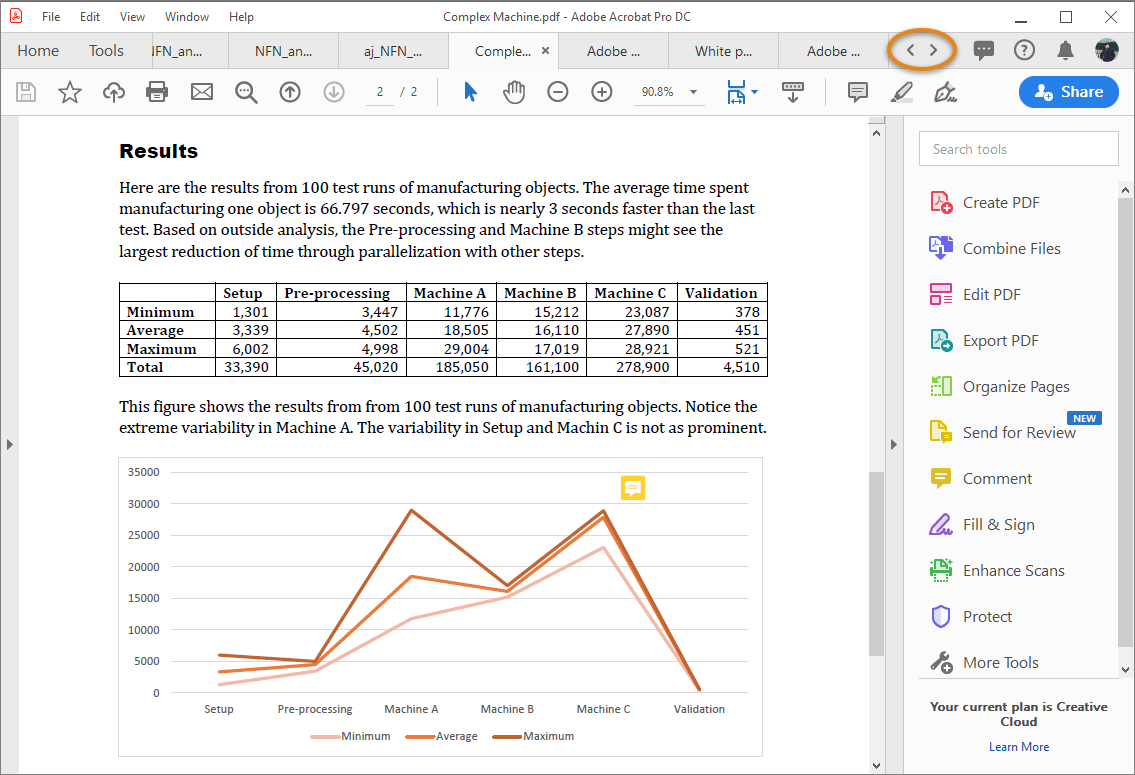 File Edit View Window Help Complex Machine.pdf - Adobe Acrobat Pro DC
Home Tools NFN_an... NFN_an... aj_NFN_... Comple... × Adobe ... White p... Adobe ...
2 / 2 90.8% Share
Results
Here are the results from 100 test runs of manufacturing objects. The average time spent
manufacturing one object is 66.797 seconds, which is nearly 3 seconds faster than the last
test. Based on outside analysis, the Pre-processing and Machine B steps might see the
largest reduction of time through parallelization with other steps.
Setup Pre-processing Machine A Machine B Machine C Validation
Minimum 1,301 3,447 11,776 15,212 23,087 378
Average 3,339 4,502 18,505 16,110 27,890 451
Maximum 6,002 4,998 29,004 17,019 28,921 521
Total 33,390 45,020 185,050 161,100 278,900 4,510
This figure shows the results from from 100 test runs of manufacturing objects. Notice the
extreme variability in Machine A. The variability in Setup and Machin C is not as prominent.
35000
30000
25000
20000
15000
10000
5000
0
Setup Pre-processing Machine A Machine B Machine C Validation
Minimum Average Maximum
Search tools
Create PDF
Combine Files
Edit PDF
Export PDF
Organize Pages
NEW
Send for Review
Comment
Fill & Sign
Enhance Scans
Protect
More Tools
Your current plan is Creative
Cloud
Learn More